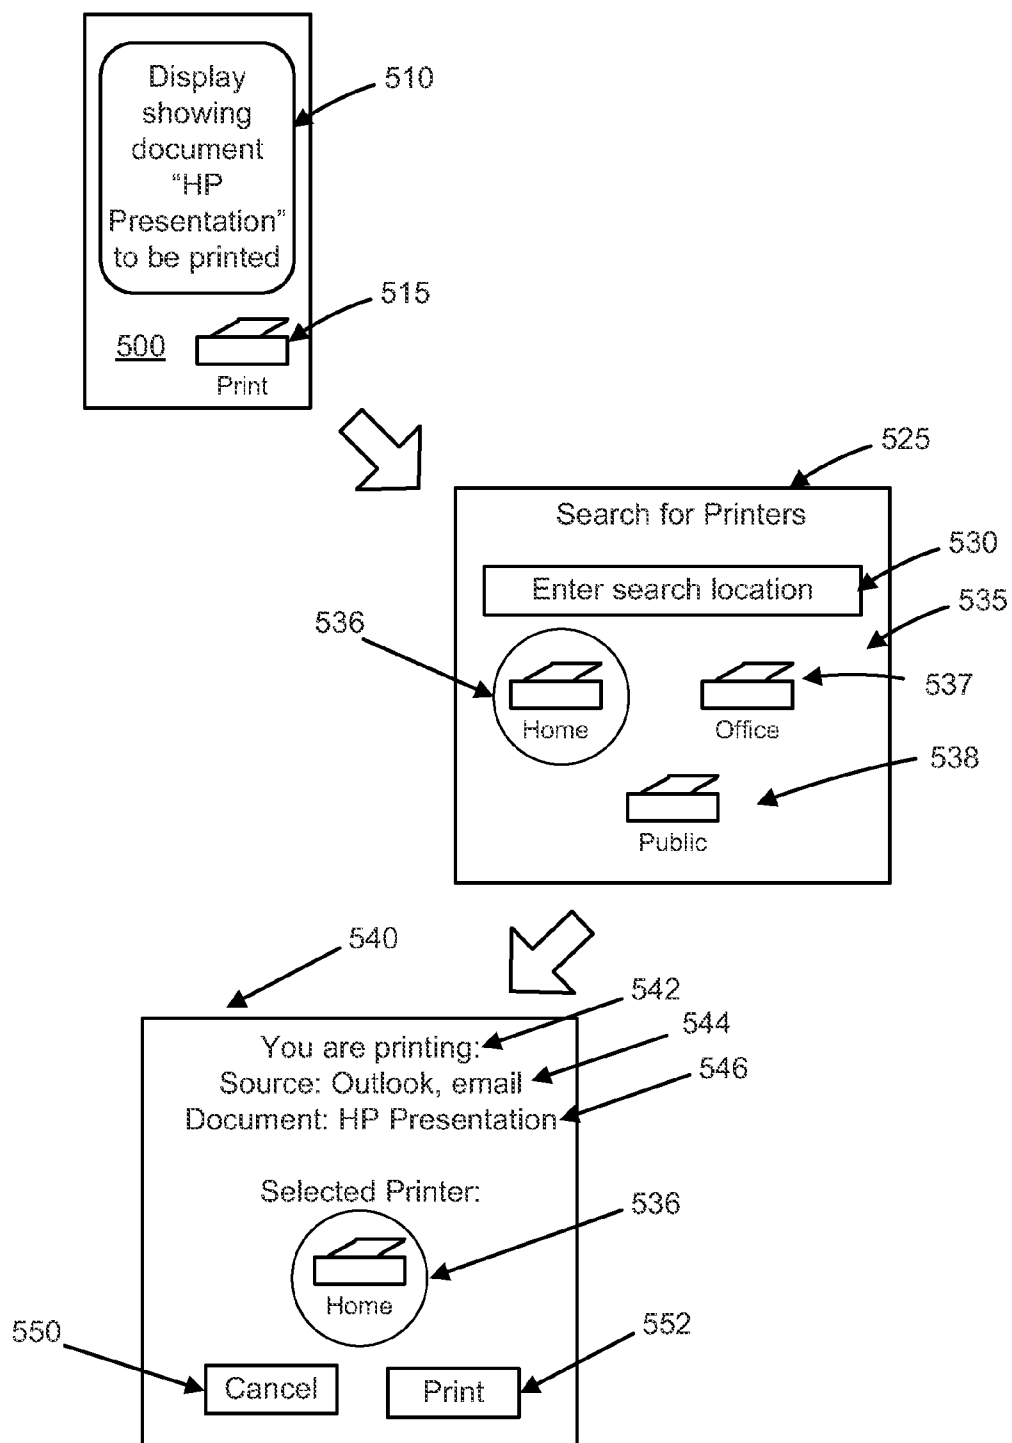 Display
showing
document
“HP
Presentation”
to be printed
510
515
500
Print
525
Search for Printers
530
Enter search location
535
536
537
Home
Office
538
Public
540
542
You are printing:
544
Source: Outlook, email
546
Document: HP Presentation
Selected Printer:
536
Home
550
552
Cancel
Print